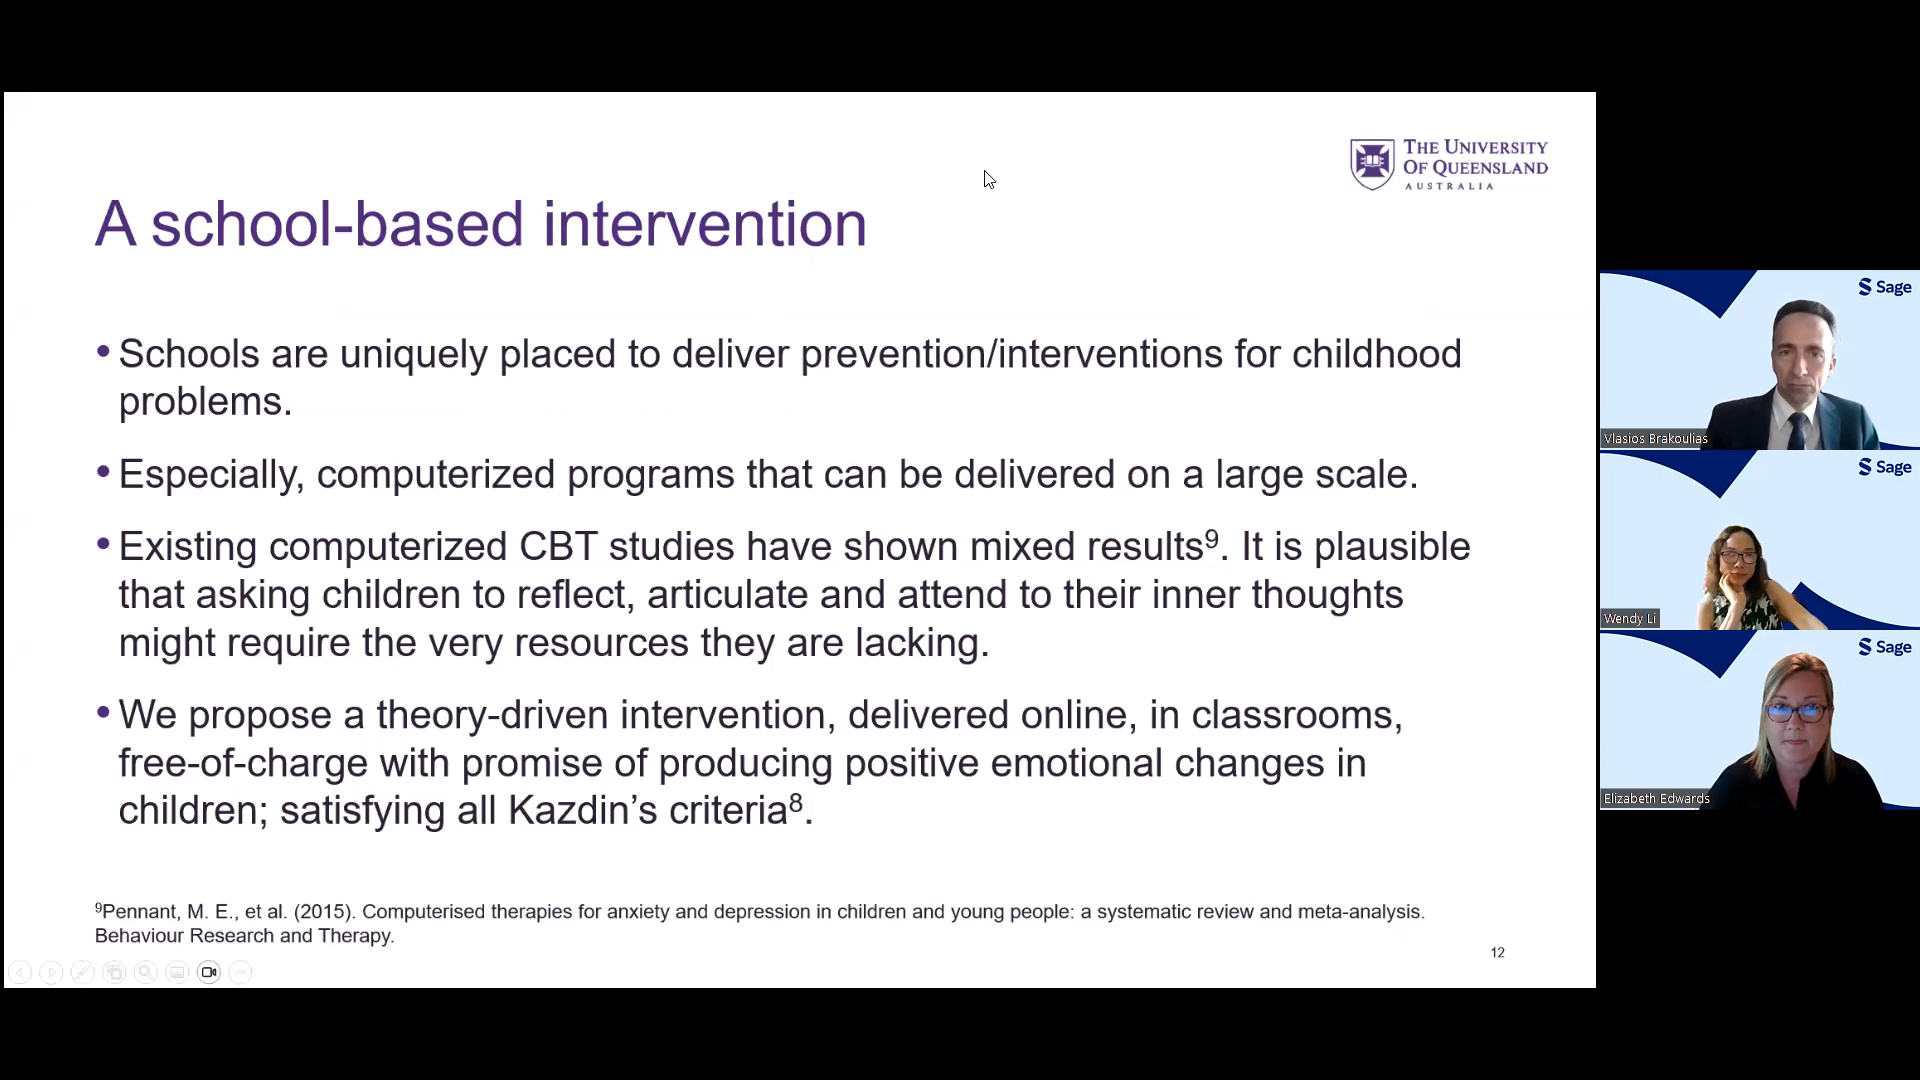 THE UNIVERSITY
OF QUEENSLAND
AUSTRALIA
A school-based intervention
•Schools are uniquely placed to deliver prevention/interventions for childhood
problems.
•Especially, computerized programs that can be delivered on a large scale.
•Existing computerized CBT studies have shown mixed results⁹. It is plausible
that asking children to reflect, articulate and attend to their inner thoughts
might require the very resources they are lacking.
•We propose a theory-driven intervention, delivered online, in classrooms,
free-of-charge with promise of producing positive emotional changes in
children; satisfying all Kazdin’s criteria⁸.
⁹Pennant, M. E., et al. (2015). Computerised therapies for anxiety and depression in children and young people: a systematic review and meta-analysis.
Behaviour Research and Therapy.
12
Sage
Vlasios Brakoulias
Sage
Wendy Li
Sage
Elizabeth Edwards